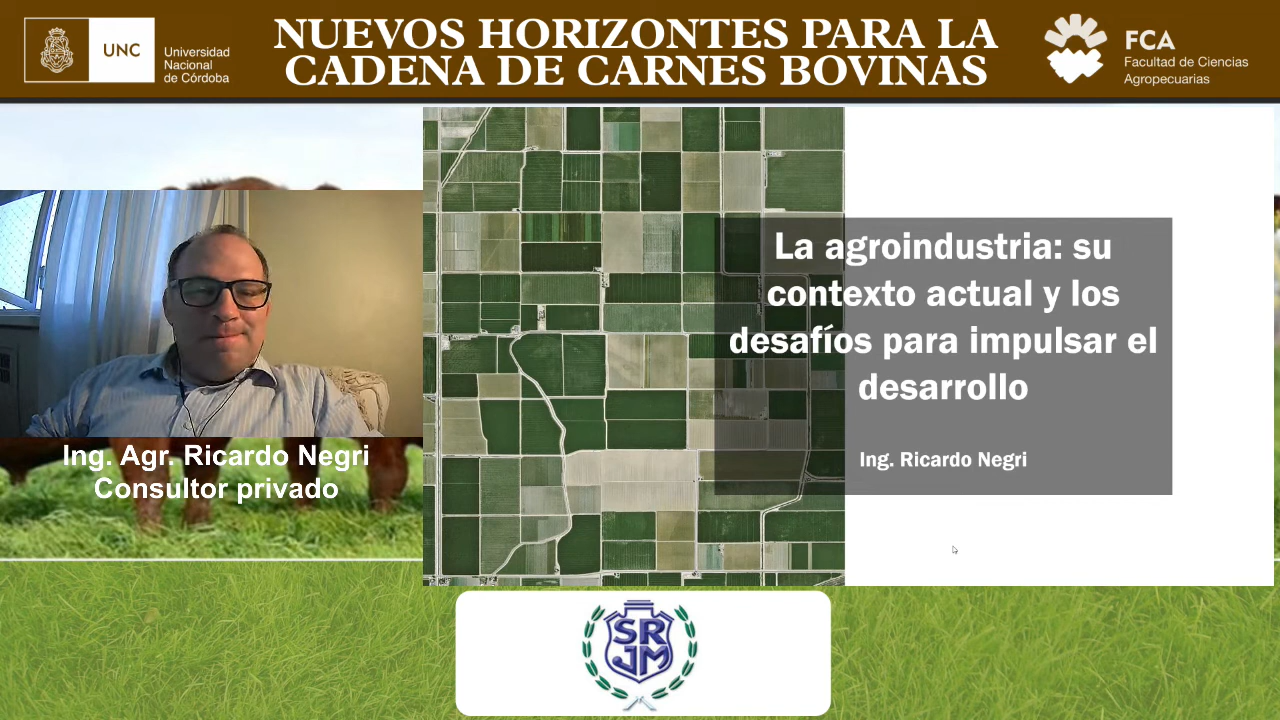 UNC
Universidad
Nacional
de Córdoba
NUEVOS HORIZONTES PARA LA
CADENA DE CARNES BOVINAS
FCA
Facultad de Ciencias
Agropecuarias
La agroindustria: su
contexto actual y los
desafíos para impulsar el
desarrollo
Ing. Ricardo Negri
Ing. Agr. Ricardo Negri
Consultor privado
SR
JM